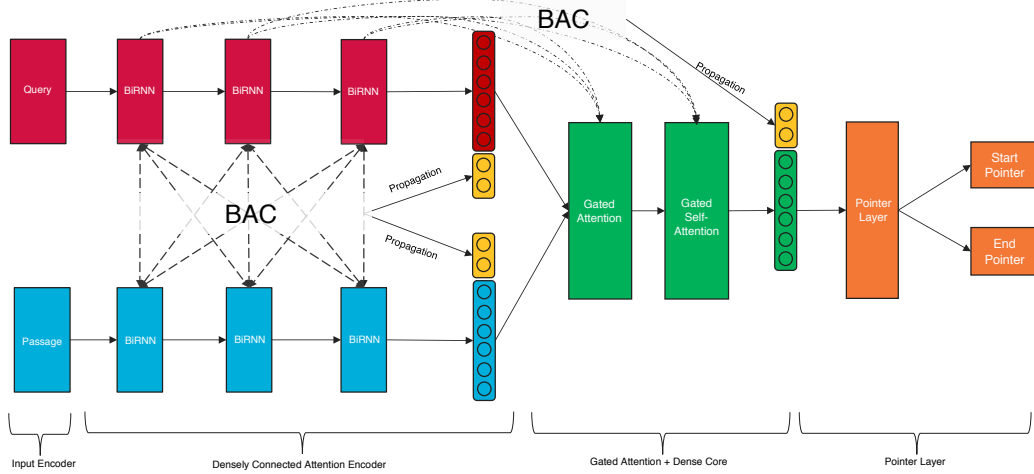 BAC
Query
BiRNN
BiRNN
BiRNN
Propagation
Propagation
BAC
Propagation
Passage
BiRNN
BiRNN
BiRNN
Gated
Attention
Gated
Self-
Attention
Pointer
Layer
Start
Pointer
End
Pointer
Input Encoder
Densely Connected Attention Encoder
Gated Attention + Dense Core
Pointer Layer